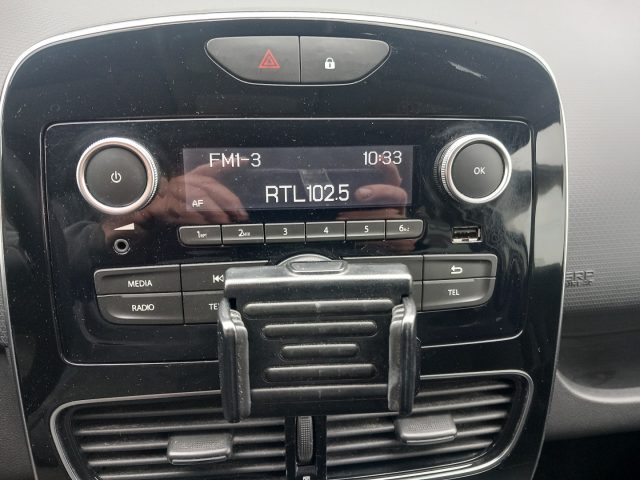 FM1-3 10:33
RTL102.5
AF
OK
1 2 3 4 5 6
MEDIA
RADIO
TEL